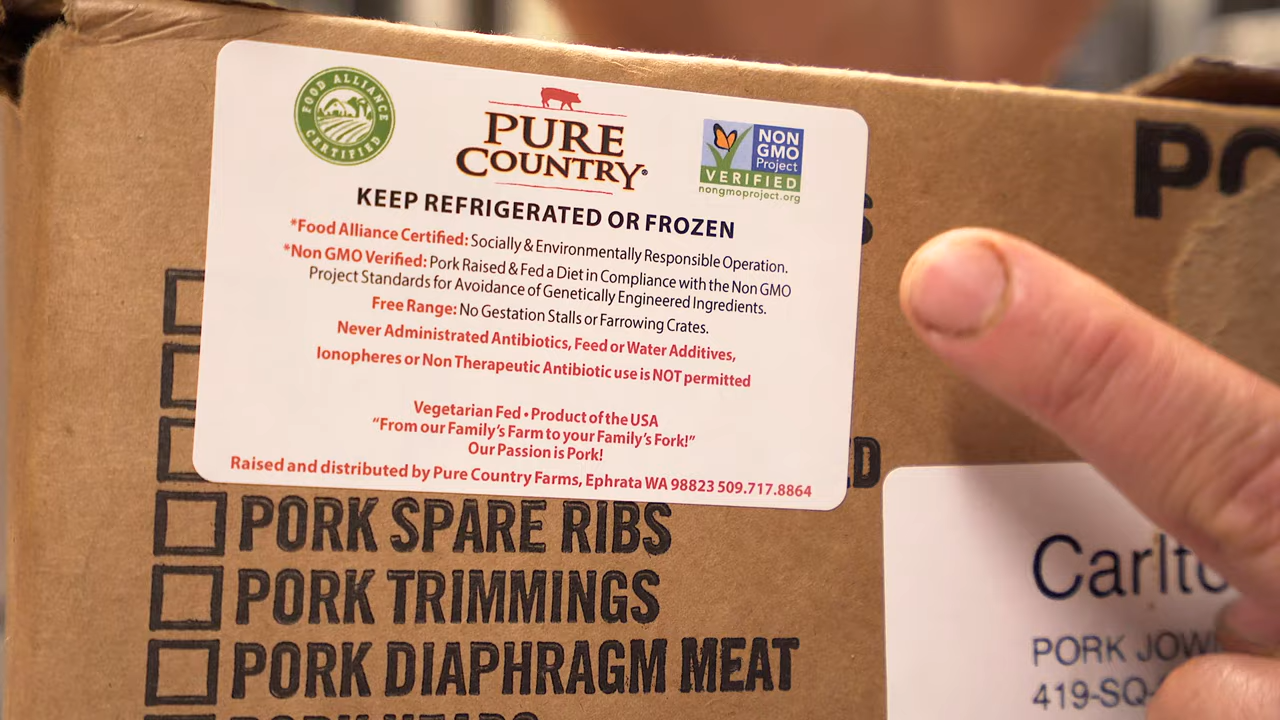 FOOD ALLIANCE
CERTIFIED
PURE
COUNTRY®
NON
GMO
Project
VERIFIED
nongmoproject.org
KEEP REFRIGERATED OR FROZEN
*Food Alliance Certified: Socially & Environmentally Responsible Operation.
*Non GMO Verified: Pork Raised & Fed a Diet in Compliance with the Non GMO
Project Standards for Avoidance of Genetically Engineered Ingredients.
Free Range: No Gestation Stalls or Farrowing Crates.
Never Administrated Antibiotics, Feed or Water Additives,
Ionopheres or Non Therapeutic Antibiotic use is NOT permitted
Vegetarian Fed • Product of the USA
“From our Family's Farm to your Family's Fork!”
Our Passion is Pork!
Raised and distributed by Pure Country Farms, Ephrata WA 98823 509.717.8864
PORK SPARE RIBS
PORK TRIMMINGS
PORK DIAPHRAGM MEAT
PORK
419-SQ-